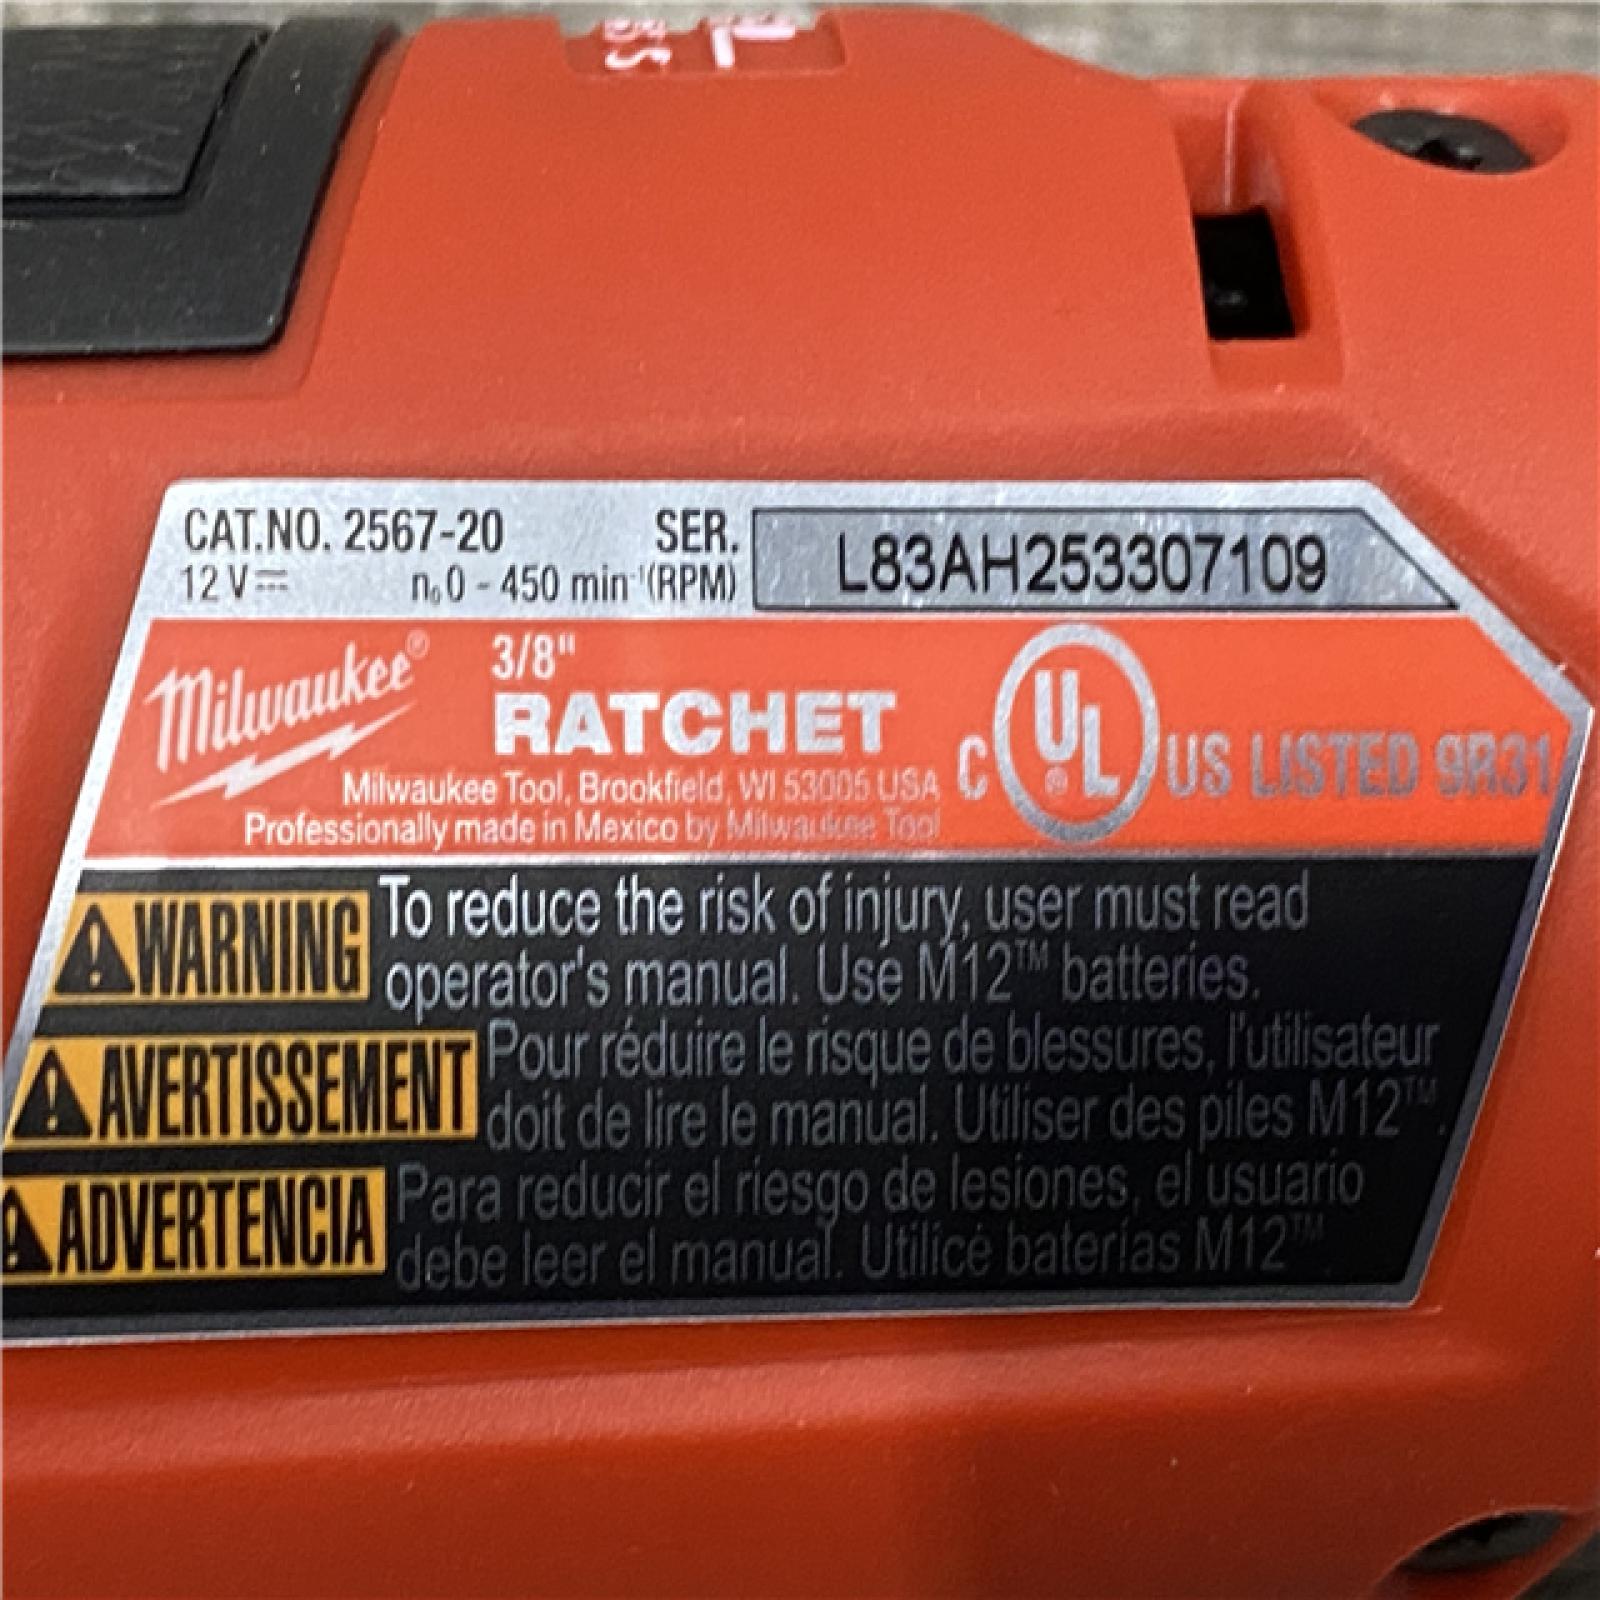 CAT.NO. 2567-20 SER. L83AH253307109
12 V⎓ n₀ 0 - 450 min⁻¹ (RPM)
Milwaukee® 3/8"
RATCHET
C UL® US LISTED 9R31
Milwaukee Tool, Brookfield, WI 53005 USA
Professionally made in Mexico by Milwaukee Tool
WARNING To reduce the risk of injury, user must read
operator's manual. Use M12™ batteries.
AVERTISSEMENT Pour réduire le risque de blessures, l'utilisateur
doit de lire le manual. Utiliser des piles M12™.
ADVERTENCIA Para reducir el riesgo de lesiones, el usuario
debe leer el manual. Utilice baterías M12™